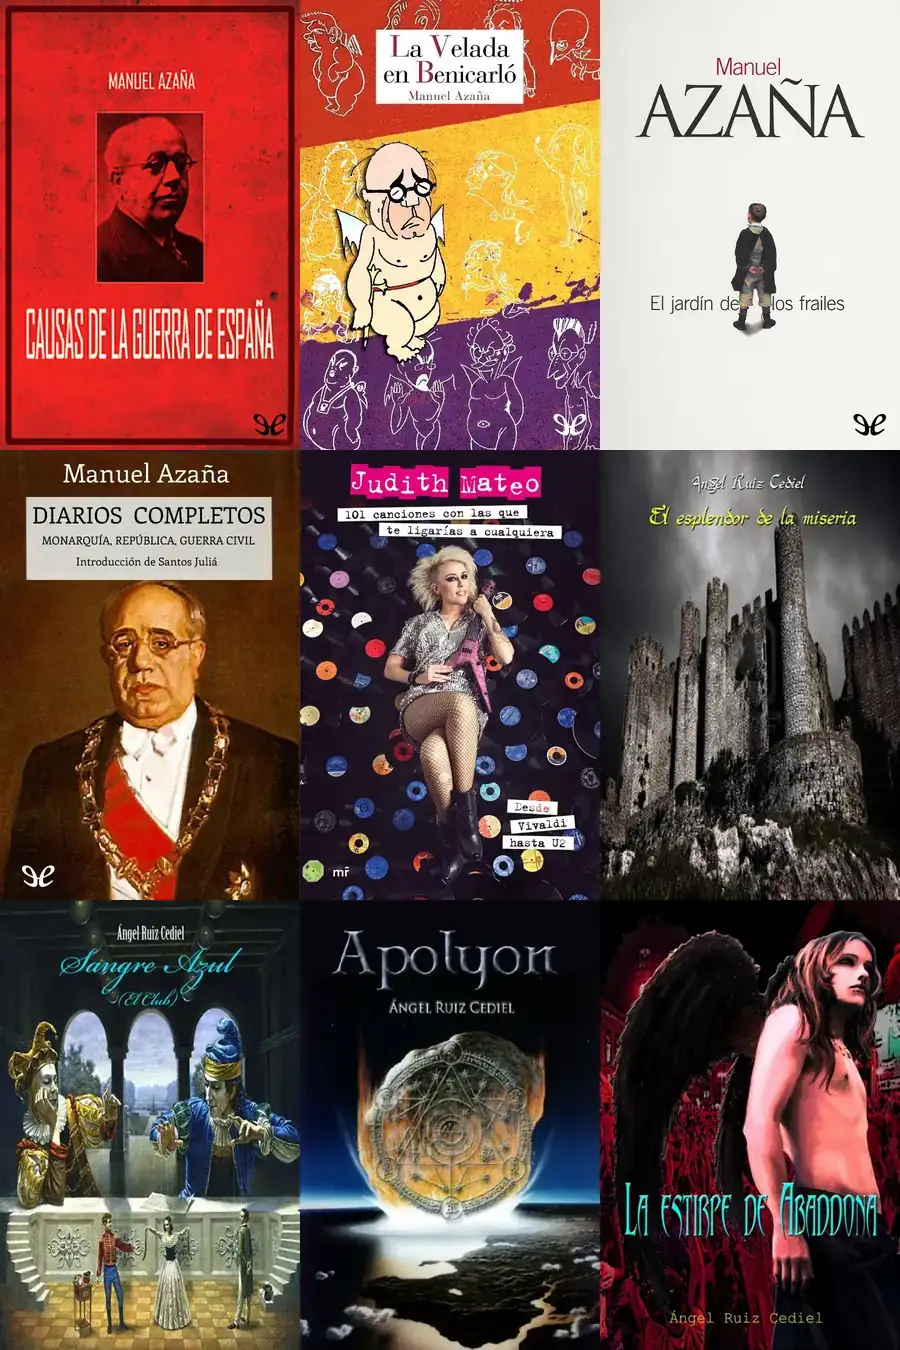 MANUEL AZAÑA
CAUSAS DE LA GUERRA DE ESPAÑA
La Velada
en Benicarló
Manuel Azaña
Manuel
AZAÑA
El jardín de los frailes
Manuel Azaña
DIARIOS COMPLETOS
MONARQUÍA, REPÚBLICA, GUERRA CIVIL
Introducción de Santos Juliá
Judith Mateo
101 canciones con las que
te ligarías a cualquiera
Desde
Vivaldi
hasta U2
mr
Ángel Ruiz Cediel
El esplendor de la miseria
Ángel Ruiz Cediel
Sangre Azul
(El Club)
Apolyon
ÁNGEL RUIZ CEDIEL
LA ESTIRPE DE ABADDONA
Ángel Ruiz Cediel